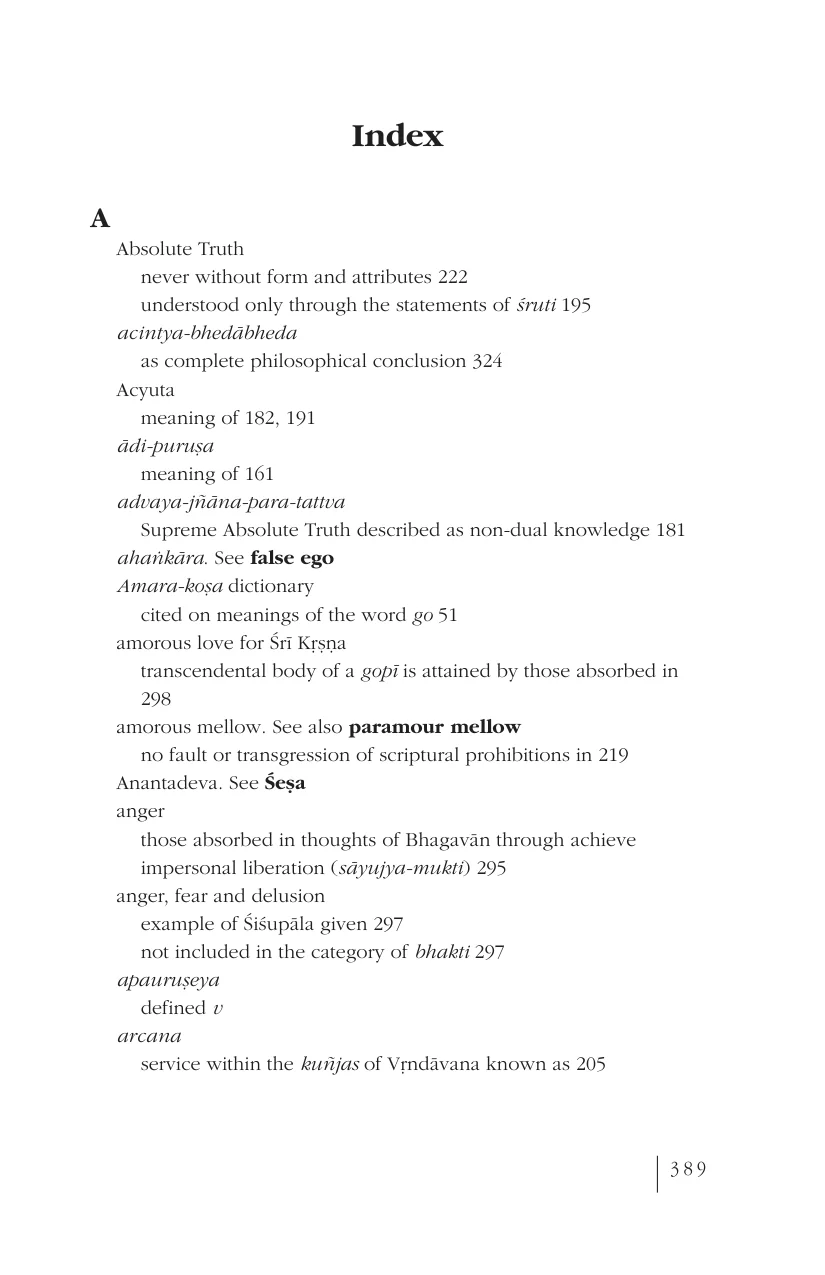 Index
A
Absolute Truth
never without form and attributes 222
understood only through the statements of śruti 195
acintya-bhedābheda
as complete philosophical conclusion 324
Acyuta
meaning of 182, 191
ādi-puruṣa
meaning of 161
advaya-jñāna-para-tattva
Supreme Absolute Truth described as non-dual knowledge 181
ahaṅkāra. See false ego
Amara-koṣa dictionary
cited on meanings of the word go 51
amorous love for Śrī Kṛṣṇa
transcendental body of a gopī is attained by those absorbed in
298
amorous mellow. See also paramour mellow
no fault or transgression of scriptural prohibitions in 219
Anantadeva. See Śeṣa
anger
those absorbed in thoughts of Bhagavān through achieve
impersonal liberation (sāyujya-mukti) 295
anger, fear and delusion
example of Śiśupāla given 297
not included in the category of bhakti 297
apauruṣeya
defined v
arcana
service within the kuñjas of Vṛndāvana known as 205
389